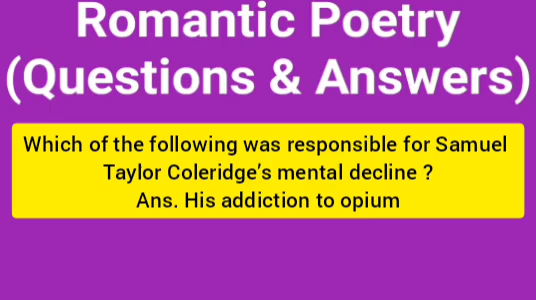 Romantic Poetry
(Questions & Answers)
Which of the following was responsible for Samuel
Taylor Coleridge’s mental decline ?
Ans. His addiction to opium